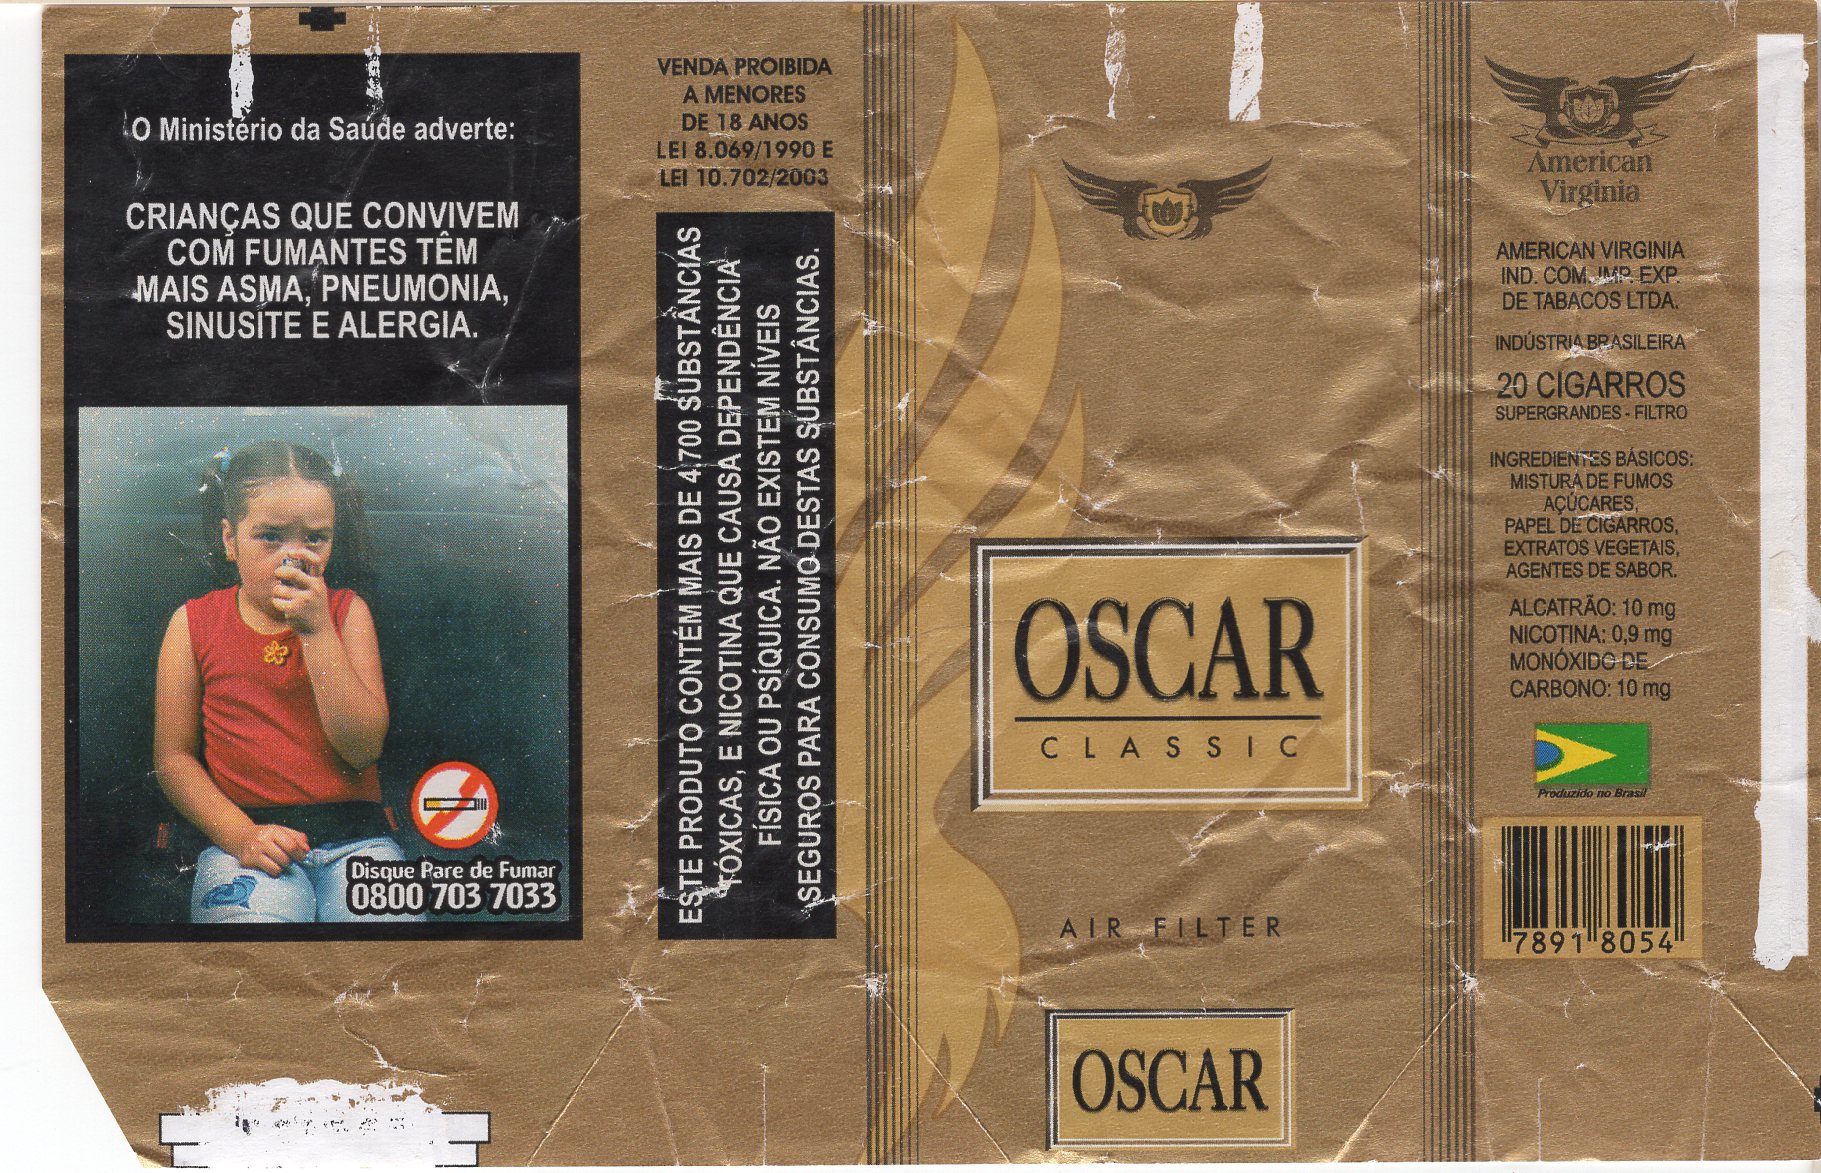 O Ministério da Saúde adverte:
CRIANÇAS QUE CONVIVEM
COM FUMANTES TÊM
MAIS ASMA, PNEUMONIA,
SINUSITE E ALERGIA.
Disque Pare de Fumar
0800 703 7033
VENDA PROIBIDA
A MENORES
DE 18 ANOS
LEI 8.069/1990 E
LEI 10.702/2003
ESTE PRODUTO CONTÉM MAIS DE 4.700 SUBSTÂNCIAS
TÓXICAS, E NICOTINA QUE CAUSA DEPENDÊNCIA
FÍSICA OU PSÍQUICA. NÃO EXISTEM NÍVEIS
SEGUROS PARA CONSUMO DESTAS SUBSTÂNCIAS.
OSCAR
CLASSIC
AIR FILTER
OSCAR
American
Virginia
AMERICAN VIRGINIA
IND. COM. IMP. EXP.
DE TABACOS LTDA.
INDÚSTRIA BRASILEIRA
20 CIGARROS
SUPERGRANDES - FILTRO
INGREDIENTES BÁSICOS:
MISTURA DE FUMOS
AÇÚCARES,
PAPEL DE CIGARROS,
EXTRATOS VEGETAIS,
AGENTES DE SABOR.
ALCATRÃO: 10 mg
NICOTINA: 0,9 mg
MONÓXIDO DE
CARBONO: 10 mg
Produzido no Brasil
7891 8054